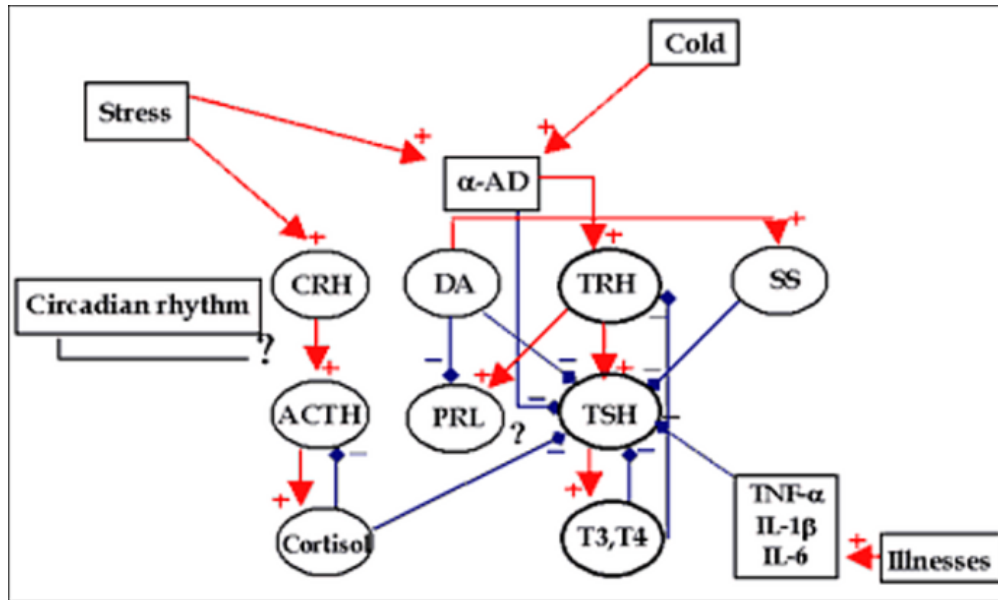 Cold
Stress
α-AD
CRH
DA
TRH
SS
Circadian rhythm
?
ACTH
PRL
?
TSH
TNF-α
IL-1β
IL-6
Cortisol
T3,T4
Illnesses
+
+
+
+
+
+
+
+
+
+
+
−
−
−
−
−
−
−
−
−